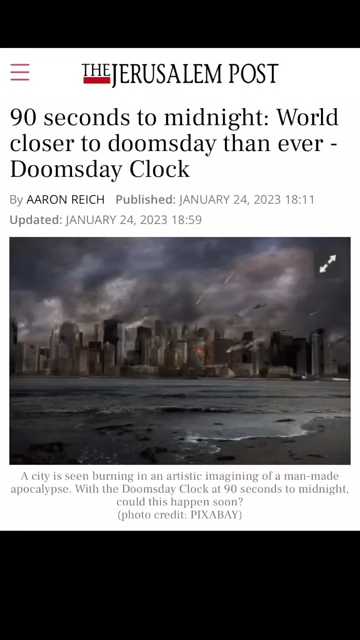 THE JERUSALEM POST
90 seconds to midnight: World
closer to doomsday than ever -
Doomsday Clock
By AARON REICH Published: JANUARY 24, 2023 18:11
Updated: JANUARY 24, 2023 18:59
A city is seen burning in an artistic imagining of a man-made
apocalypse. With the Doomsday Clock at 90 seconds to midnight,
could this happen soon?
(photo credit: PIXABAY)